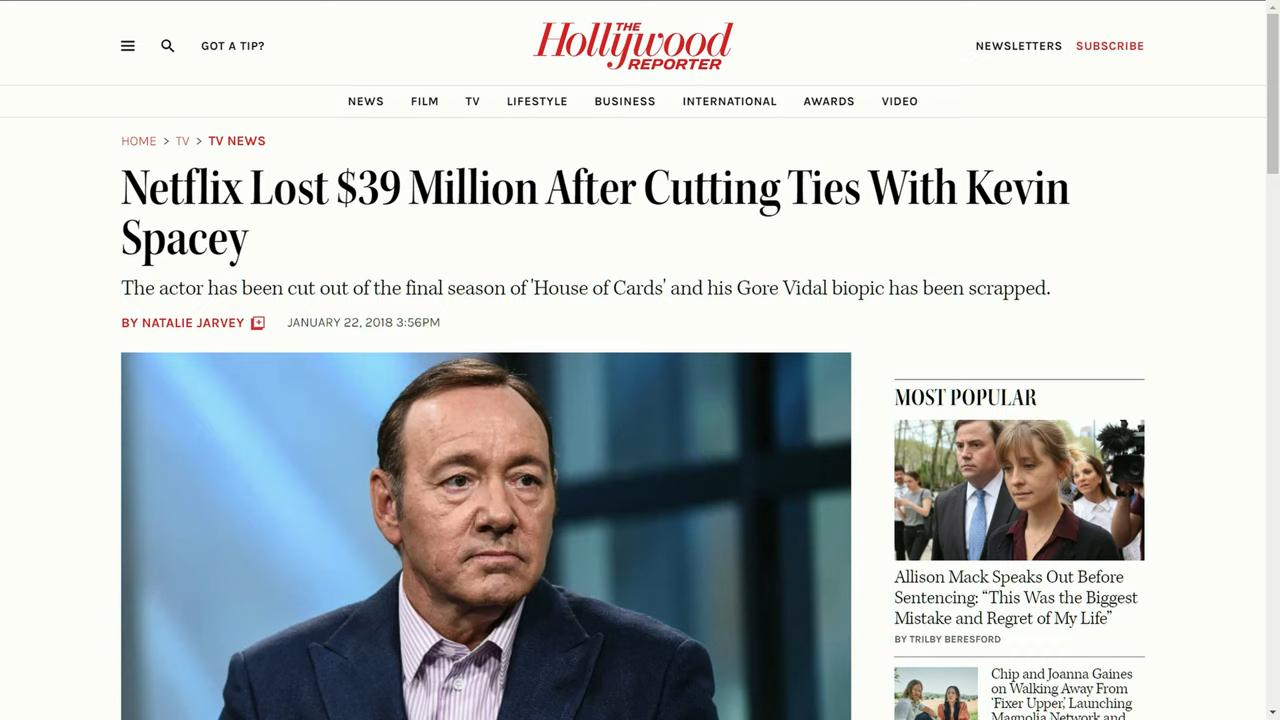 GOT A TIP?
THE
Hollywood
REPORTER
NEWSLETTERS SUBSCRIBE
NEWS FILM TV LIFESTYLE BUSINESS INTERNATIONAL AWARDS VIDEO
HOME > TV > TV NEWS
Netflix Lost $39 Million After Cutting Ties With Kevin
Spacey
The actor has been cut out of the final season of 'House of Cards' and his Gore Vidal biopic has been scrapped.
BY NATALIE JARVEY JANUARY 22, 2018 3:56PM
MOST POPULAR
Allison Mack Speaks Out Before
Sentencing: “This Was the Biggest
Mistake and Regret of My Life”
BY TRILBY BERESFORD
Chip and Joanna Gaines
on Walking Away From
‘Fixer Upper,’ Launching
Magnolia Network and